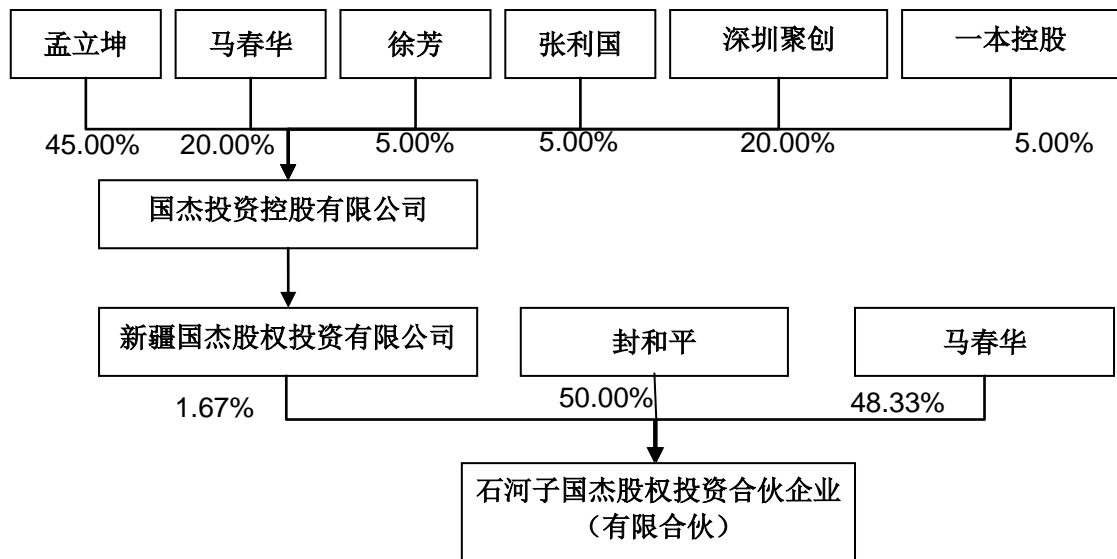 孟立坤
马春华
徐芳
张利国
深圳聚创
一本控股
45.00%
20.00%
5.00%
5.00%
20.00%
5.00%
国杰投资控股有限公司
新疆国杰股权投资有限公司
封和平
马春华
1.67%
50.00%
48.33%
石河子国杰股权投资合伙企业
（有限合伙）